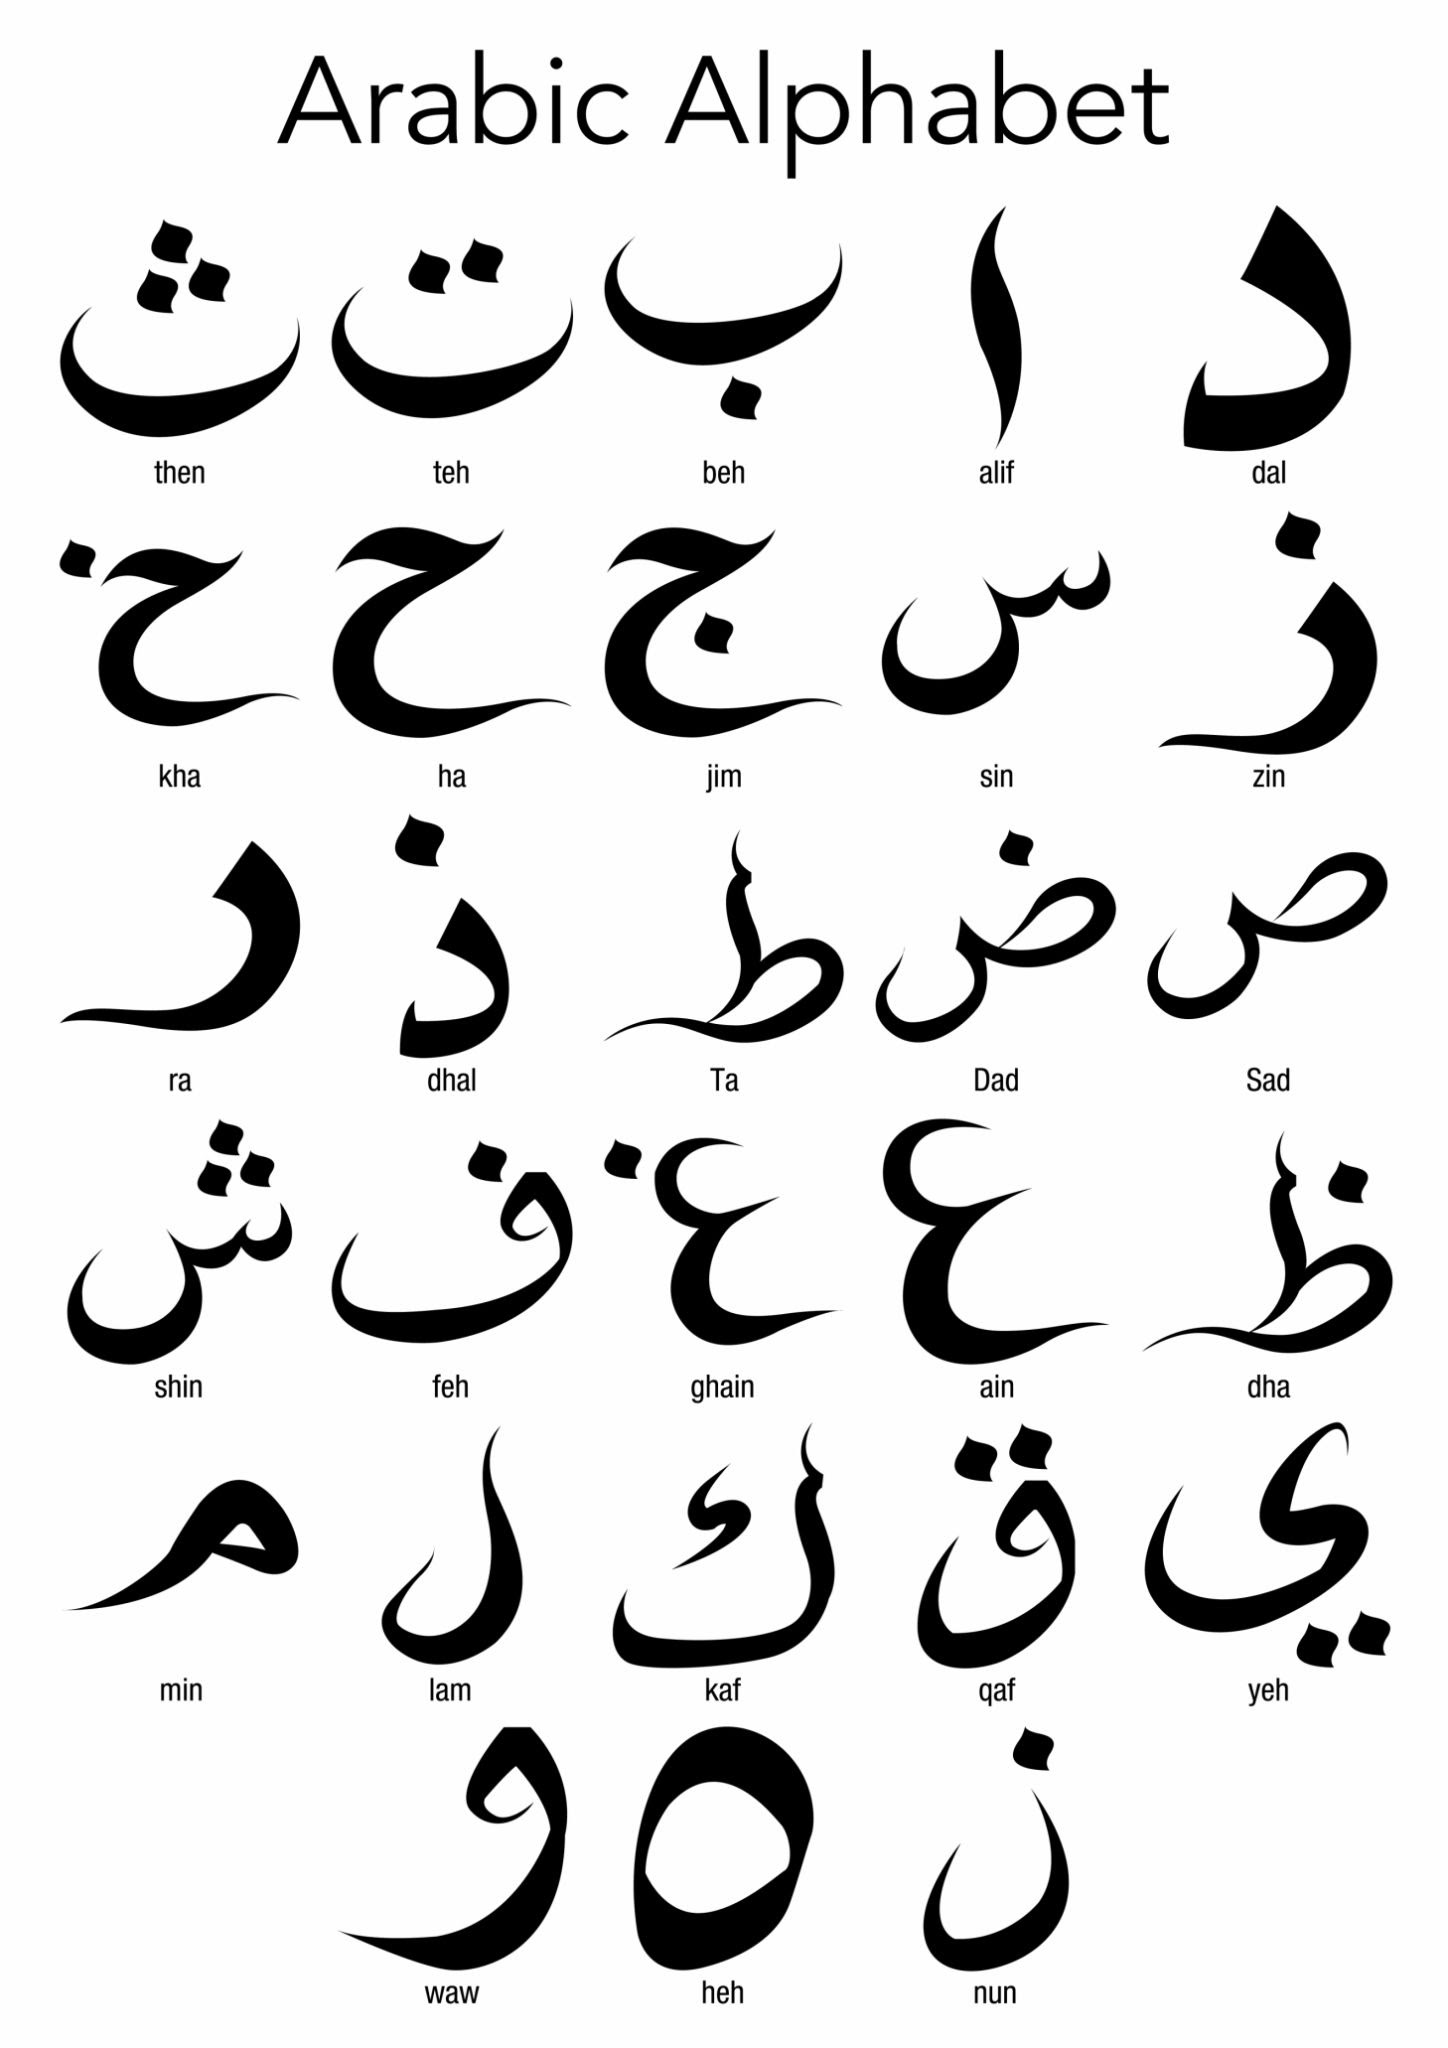 Arabic Alphabet
ث ت ب ا د
then teh beh alif dal
خ ح ج س ز
kha ha jim sin zin
ر ذ ط ض ص
ra dhal Ta Dad Sad
ش ف غ ع ظ
shin feh ghain ain dha
م ل ك ق ي
min lam kaf qaf yeh
و ه ن
waw heh nun